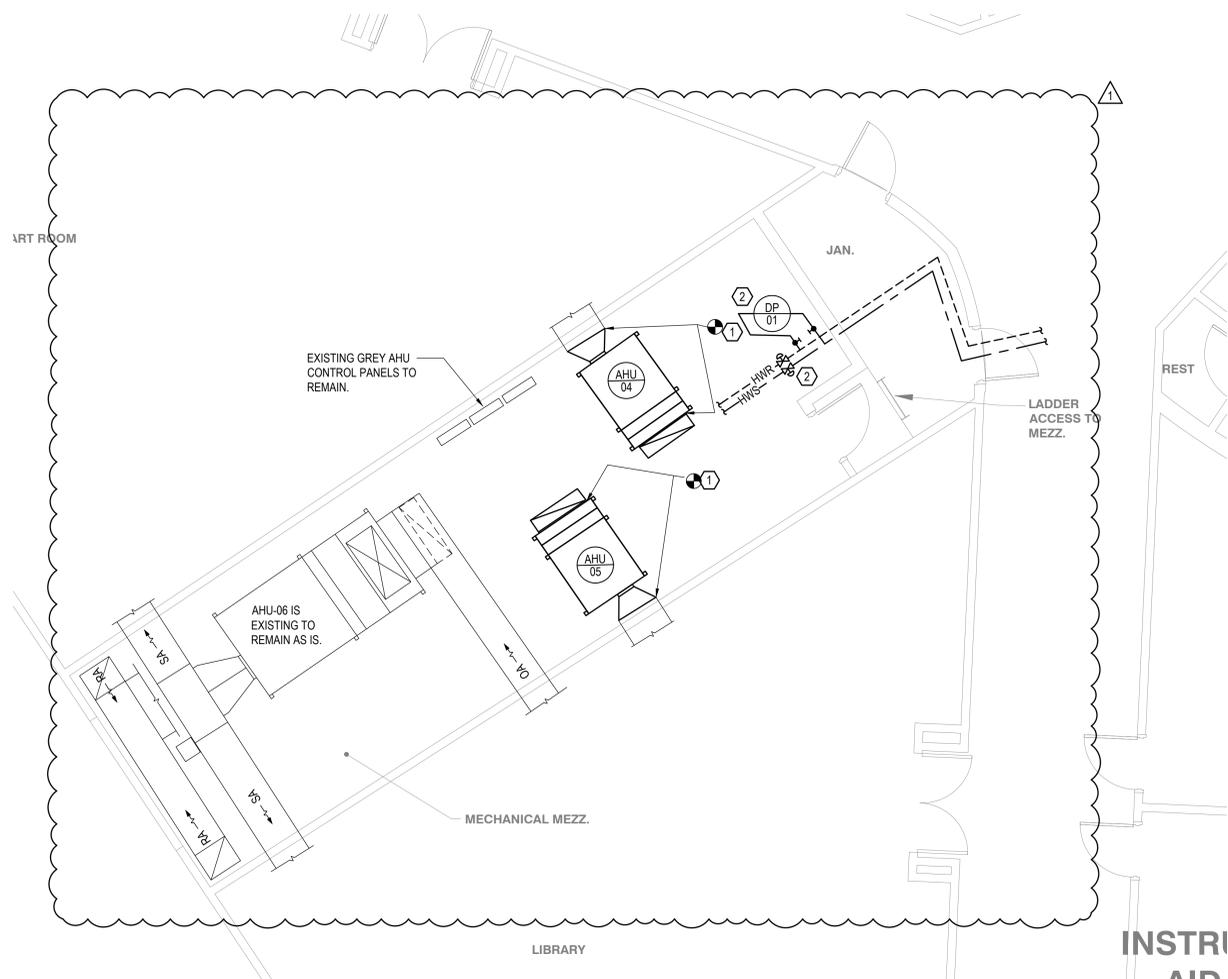 1
ART ROOM
JAN.
2
DP
01
1
EXISTING GREY AHU
CONTROL PANELS TO
REMAIN.
AHU
04
HWR
HWS
2
REST
LADDER
ACCESS TO
MEZZ.
1
AHU
05
AHU-06 IS
EXISTING TO
REMAIN AS IS.
SA
RA
OA
SA
RA
MECHANICAL MEZZ.
LIBRARY
INSTRU
AID